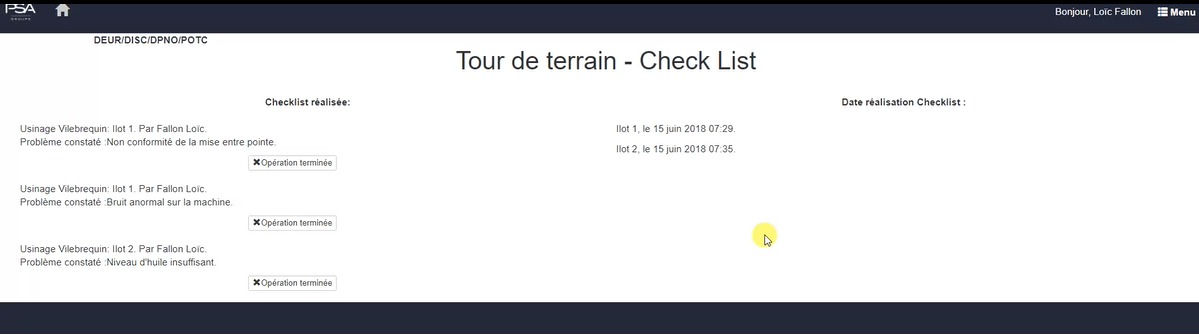 PSA
GROUPE
Bonjour, Loïc Fallon
Menu
DEUR/DISC/DPNO/POTC
Tour de terrain - Check List
Checklist réalisée:
Date réalisation Checklist :
Usinage Vilebrequin: Ilot 1. Par Fallon Loïc.
Problème constaté :Non conformité de la mise entre pointe.
Opération terminée
Usinage Vilebrequin: Ilot 1. Par Fallon Loïc.
Problème constaté :Bruit anormal sur la machine.
Opération terminée
Usinage Vilebrequin: Ilot 2. Par Fallon Loïc.
Problème constaté :Niveau d'huile insuffisant.
Opération terminée
Ilot 1, le 15 juin 2018 07:29.
Ilot 2, le 15 juin 2018 07:35.